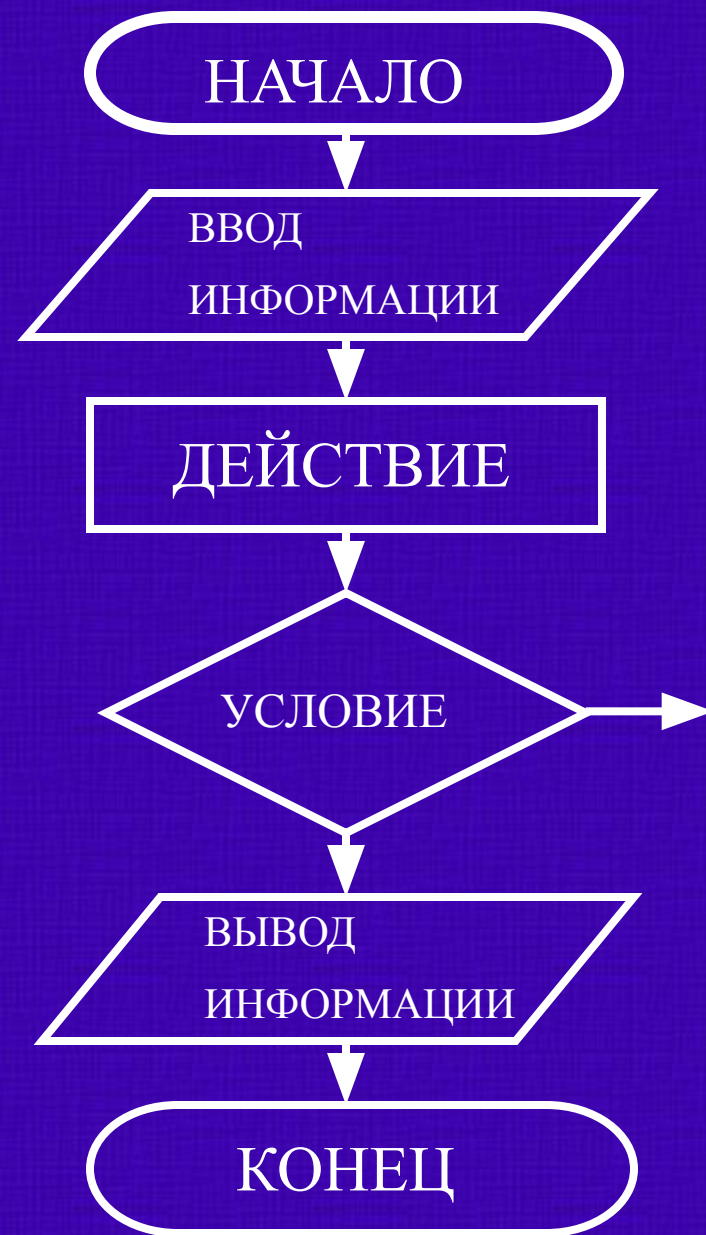 НАЧАЛО
ВВОД
ИНФОРМАЦИИ
ДЕЙСТВИЕ
УСЛОВИЕ
ВЫВОД
ИНФОРМАЦИИ
КОНЕЦ